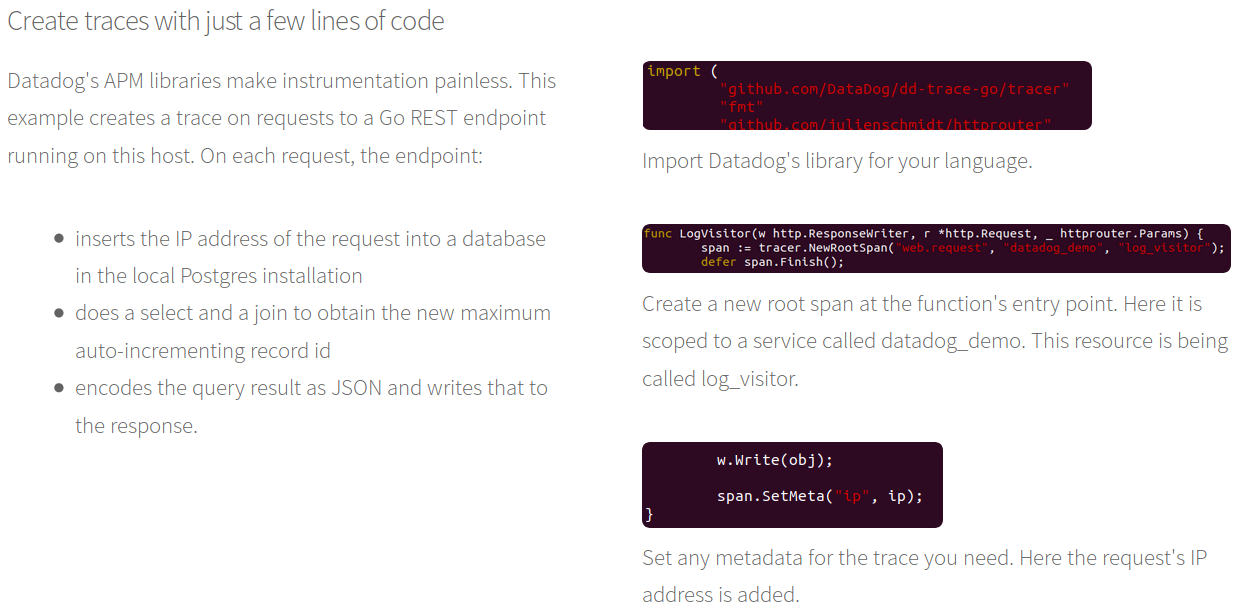 Create traces with just a few lines of code
Datadog's APM libraries make instrumentation painless. This
example creates a trace on requests to a Go REST endpoint
running on this host. On each request, the endpoint:
• inserts the IP address of the request into a database
in the local Postgres installation
• does a select and a join to obtain the new maximum
auto-incrementing record id
• encodes the query result as JSON and writes that to
the response.
import (
"github.com/DataDog/dd-trace-go/tracer"
"fmt"
"github.com/julienschmidt/httprouter"
Import Datadog's library for your language.
func LogVisitor(w http.ResponseWriter, r *http.Request, _ httprouter.Params) {
span := tracer.NewRootSpan("web.request", "datadog_demo", "log_visitor");
defer span.Finish();
Create a new root span at the function's entry point. Here it is
scoped to a service called datadog_demo. This resource is being
called log_visitor.
w.Write(obj);
span.SetMeta("ip", ip);
}
Set any metadata for the trace you need. Here the request's IP
address is added.